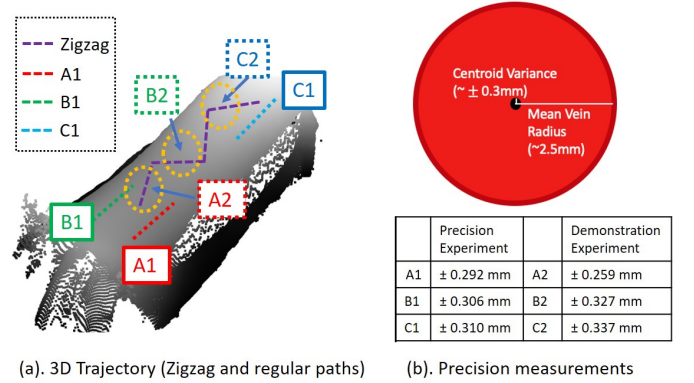 Zigzag
A1
B1
C1
C2
B2
C1
A2
B1
A1
(a). 3D Trajectory (Zigzag and regular paths)
Centroid Variance
(~ ± 0.3mm)
Mean Vein
Radius
(~2.5mm)
Precision Experiment Demonstration Experiment
A1 ± 0.292 mm A2 ± 0.259 mm
B1 ± 0.306 mm B2 ± 0.327 mm
C1 ± 0.310 mm C2 ± 0.337 mm
(b). Precision measurements